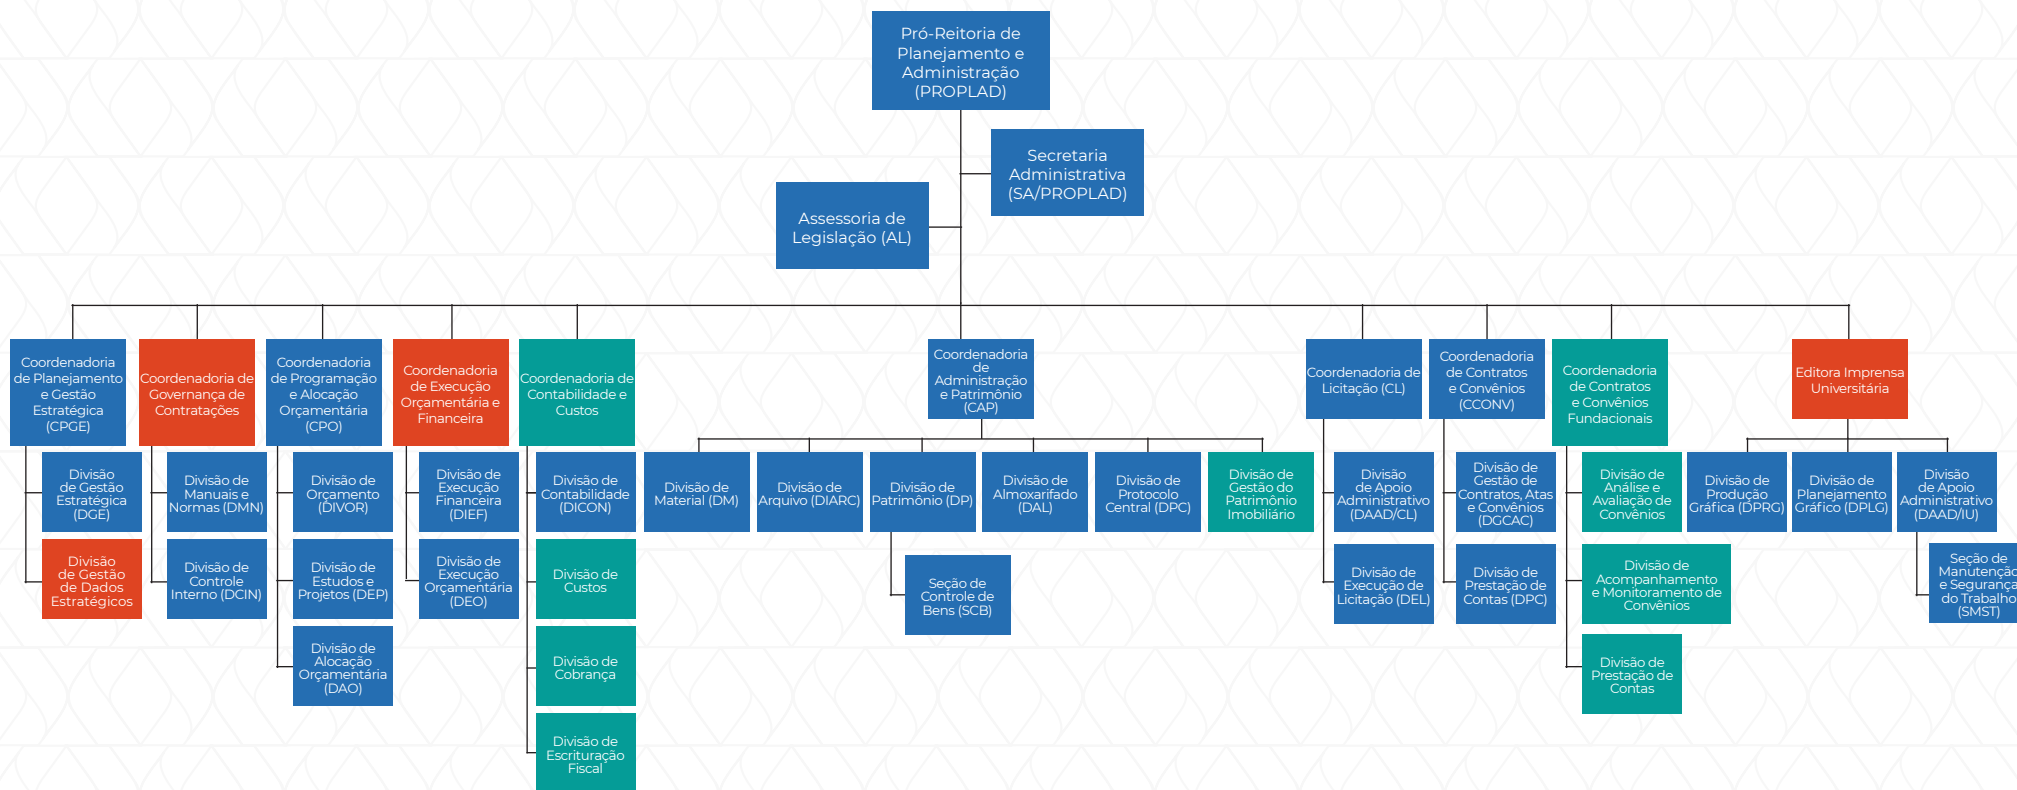 Pró-Reitoria de
Planejamento e
Administração
(PROPLAD)
Secretaria
Administrativa
(SA/PROPLAD)
Assessoria de
Legislação (AL)
Coordenadoria
de Planejamento
e Gestão
Estratégica
(CPGE)
Coordenadoria de
Governança de
Contratações
Coordenadoria
de Programação
e Alocação
Orçamentária
(CPO)
Coordenadoria
de Execução
Orçamentária e
Financeira
Coordenadoria de
Contabilidade e
Custos
Coordenadoria
de
Administração
e Patrimônio
(CAP)
Coordenadoria de
Licitação (CL)
Coordenadoria
de Contratos
e Convênios
(CCONV)
Coordenadoria
de Contratos
e Convênios
Fundacionais
Editora Imprensa
Universitária
Divisão
de Gestão
Estratégica
(DGE)
Divisão
de Gestão
de Dados
Estratégicos
Divisão de
Manuais e
Normas (DMN)
Divisão de
Controle
Interno (DCIN)
Divisão de
Orçamento
(DIVOR)
Divisão de
Estudos e
Projetos (DEP)
Divisão de
Alocação
Orçamentária
(DAO)
Divisão de
Execução
Financeira
(DIEF)
Divisão de
Execução
Orçamentária
(DEO)
Divisão de
Contabilidade
(DICON)
Divisão de
Custos
Divisão de
Cobrança
Divisão de
Escrituração
Fiscal
Divisão de
Material (DM)
Divisão de
Arquivo (DIARC)
Divisão de
Patrimônio (DP)
Seção de
Controle de
Bens (SCB)
Divisão de
Almoxarifado
(DAL)
Divisão de
Protocolo
Central (DPC)
Divisão de
Gestão do
Patrimônio
Imobiliário
Divisão
de Apoio
Administrativo
(DAAD/CL)
Divisão de
Execução de
Licitação (DEL)
Divisão de
Gestão de
Contratos, Atas
e Convênios
(DGCAC)
Divisão de
Prestação de
Contas (DPC)
Divisão de
Análise e
Avaliação de
Convênios
Divisão de
Acompanhamento
e Monitoramento de
Convênios
Divisão de
Prestação de
Contas
Divisão de
Produção
Gráfica (DPRG)
Divisão de
Planejamento
Gráfico (DPLG)
Divisão
de Apoio
Administrativo
(DAAD/IU)
Seção de
Manutenção
e Segurança
do Trabalho
(SMST)